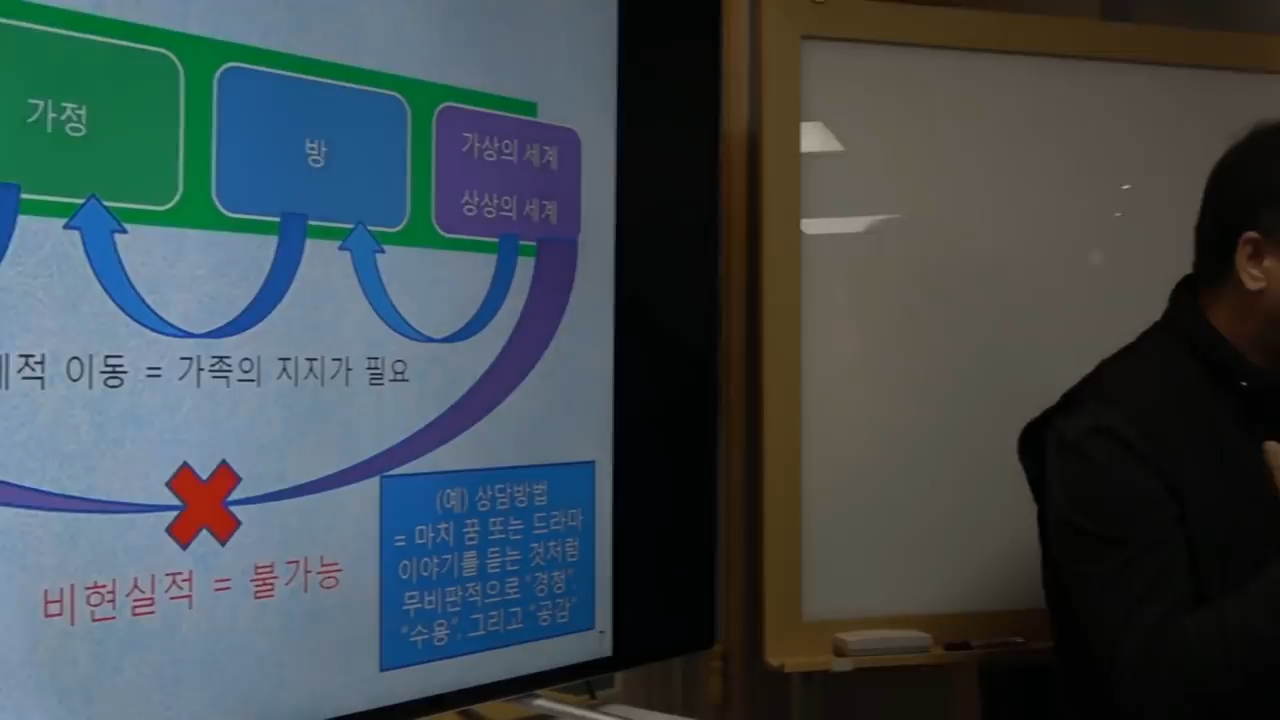 가정
방
가상의 세계
상상의 세계
적 이동 = 가족의 지지가 필요
비현실적 = 불가능
(예) 상담방법
= 마치 꿈 또는 드라마
이야기를 듣는 것처럼
무비판적으로 "경청",
"수용", 그리고 "공감"